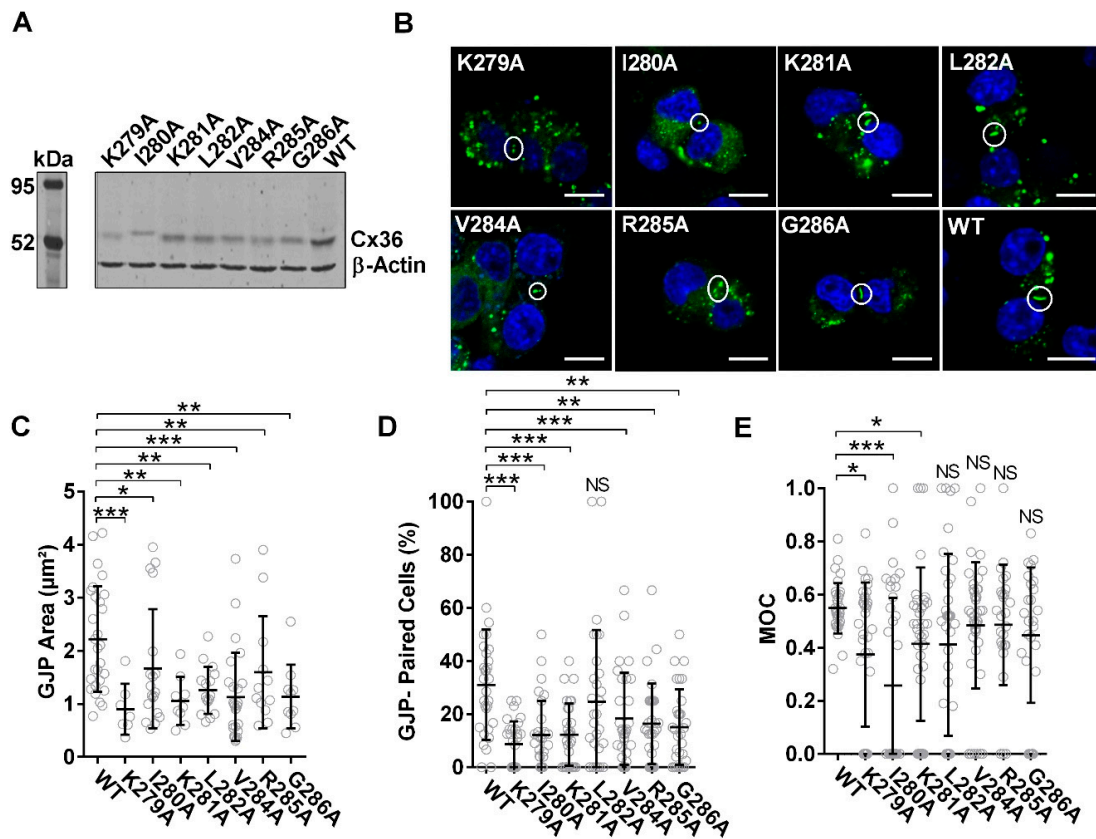 A
kDa
K279A
I280A
K281A
L282A
V284A
R285A
G286A
WT
95
52
Cx36
β-Actin
B
K279A
I280A
K281A
L282A
V284A
R285A
G286A
WT
C
**
**
***
**
**
*
***
GJP Area (µm²)
5
4
3
2
1
0
WT
K279A
I280A
K281A
L282A
V284A
R285A
G286A
D
**
**
***
***
***
***
NS
GJP- Paired Cells (%)
100
80
60
40
20
0
WT
K279A
I280A
K281A
L282A
V284A
R285A
G286A
E
*
***
*
NS
NS
NS
NS
MOC
1.0
0.8
0.6
0.4
0.2
0.0
WT
K279A
I280A
K281A
L282A
V284A
R285A
G286A